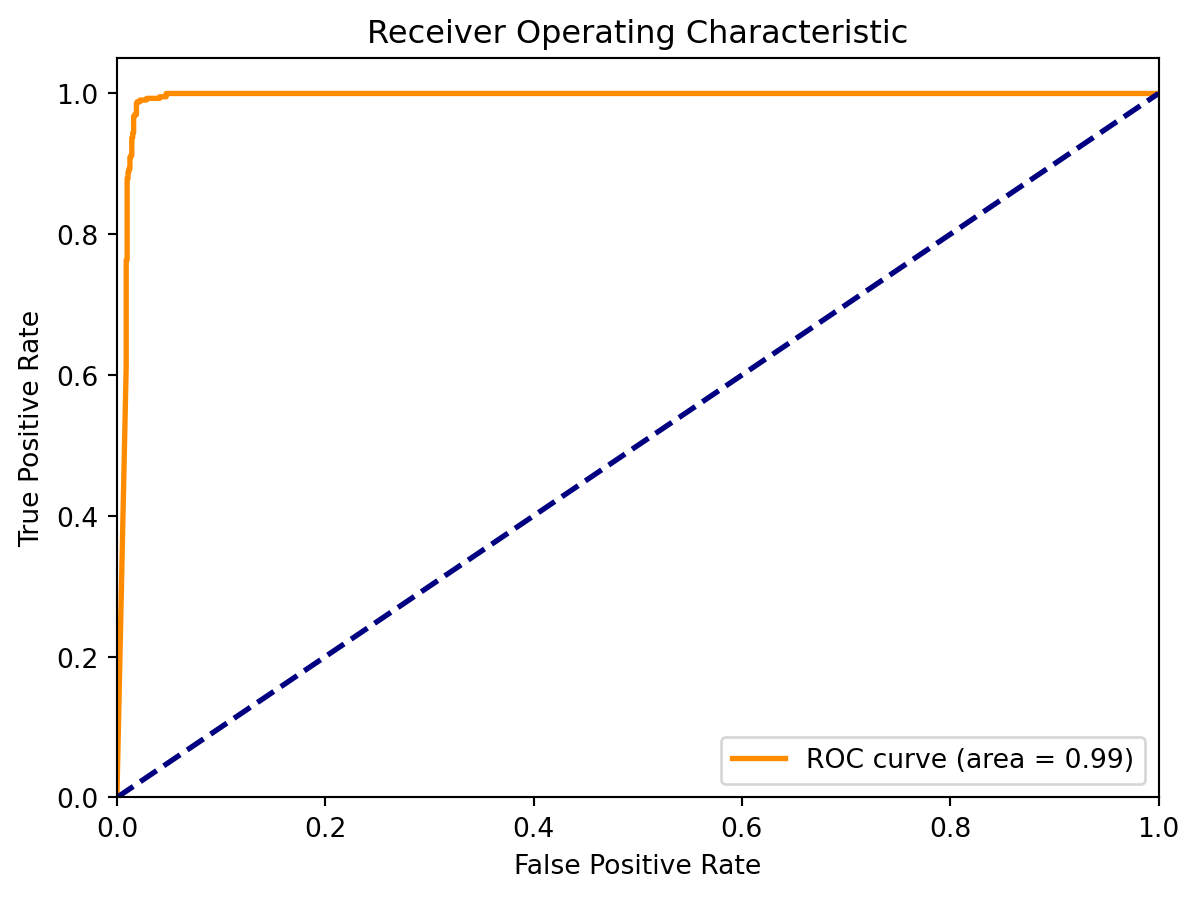 Receiver Operating Characteristic
True Positive Rate
1.0
0.8
0.6
0.4
0.2
0.0
ROC curve (area = 0.99)
0.0 0.2 0.4 0.6 0.8 1.0
False Positive Rate